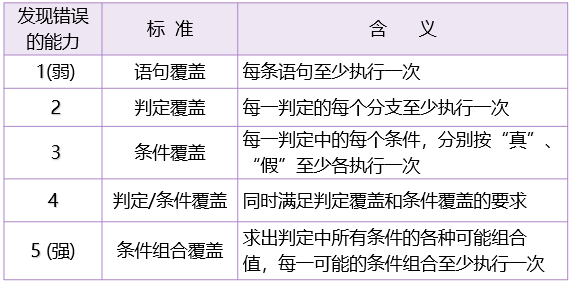 发现错误
的能力
标 准
含 义
1(弱)
语句覆盖
每条语句至少执行一次
2
判定覆盖
每一判定的每个分支至少执行一次
3
条件覆盖
每一判定中的每个条件，分别按“真”、
“假”至少各执行一次
4
判定/条件覆盖
同时满足判定覆盖和条件覆盖的要求
5 (强)
条件组合覆盖
求出判定中所有条件的各种可能组合
值，每一可能的条件组合至少执行一次